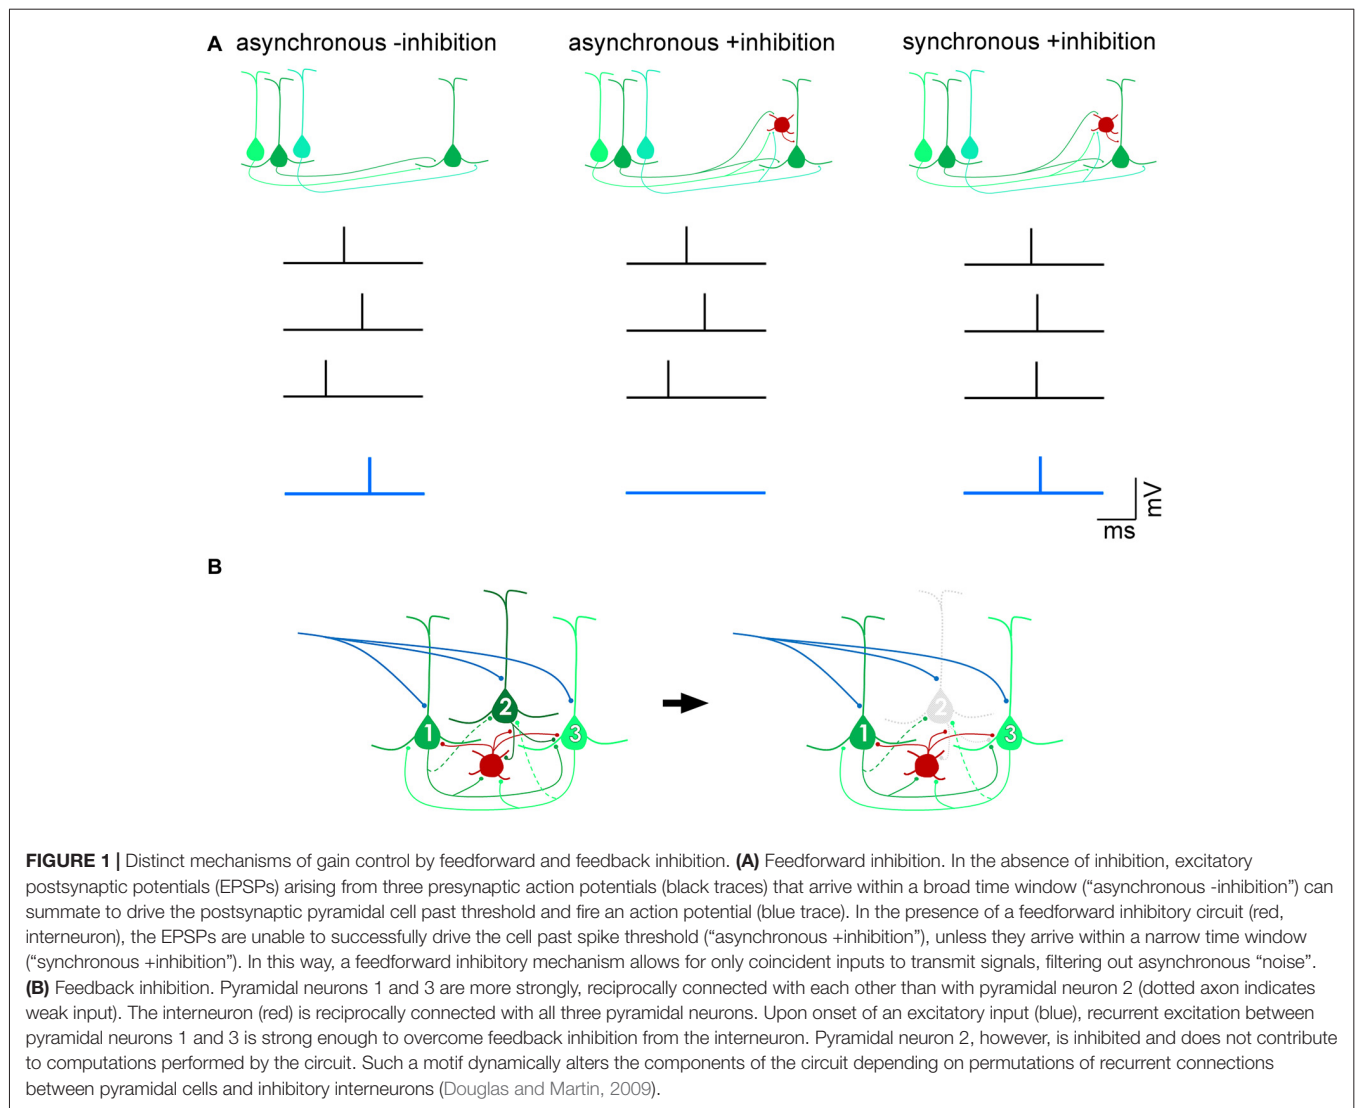 A asynchronous -inhibition asynchronous +inhibition synchronous +inhibition
mV
ms
B
2
1
3
2
1
3
FIGURE 1 | Distinct mechanisms of gain control by feedforward and feedback inhibition. (A) Feedforward inhibition. In the absence of inhibition, excitatory
postsynaptic potentials (EPSPs) arising from three presynaptic action potentials (black traces) that arrive within a broad time window (“asynchronous -inhibition”) can
summate to drive the postsynaptic pyramidal cell past threshold and fire an action potential (blue trace). In the presence of a feedforward inhibitory circuit (red,
interneuron), the EPSPs are unable to successfully drive the cell past spike threshold (“asynchronous +inhibition”), unless they arrive within a narrow time window
(“synchronous +inhibition”). In this way, a feedforward inhibitory mechanism allows for only coincident inputs to transmit signals, filtering out asynchronous “noise”.
(B) Feedback inhibition. Pyramidal neurons 1 and 3 are more strongly, reciprocally connected with each other than with pyramidal neuron 2 (dotted axon indicates
weak input). The interneuron (red) is reciprocally connected with all three pyramidal neurons. Upon onset of an excitatory input (blue), recurrent excitation between
pyramidal neurons 1 and 3 is strong enough to overcome feedback inhibition from the interneuron. Pyramidal neuron 2, however, is inhibited and does not contribute
to computations performed by the circuit. Such a motif dynamically alters the components of the circuit depending on permutations of recurrent connections
between pyramidal cells and inhibitory interneurons (Douglas and Martin, 2009).